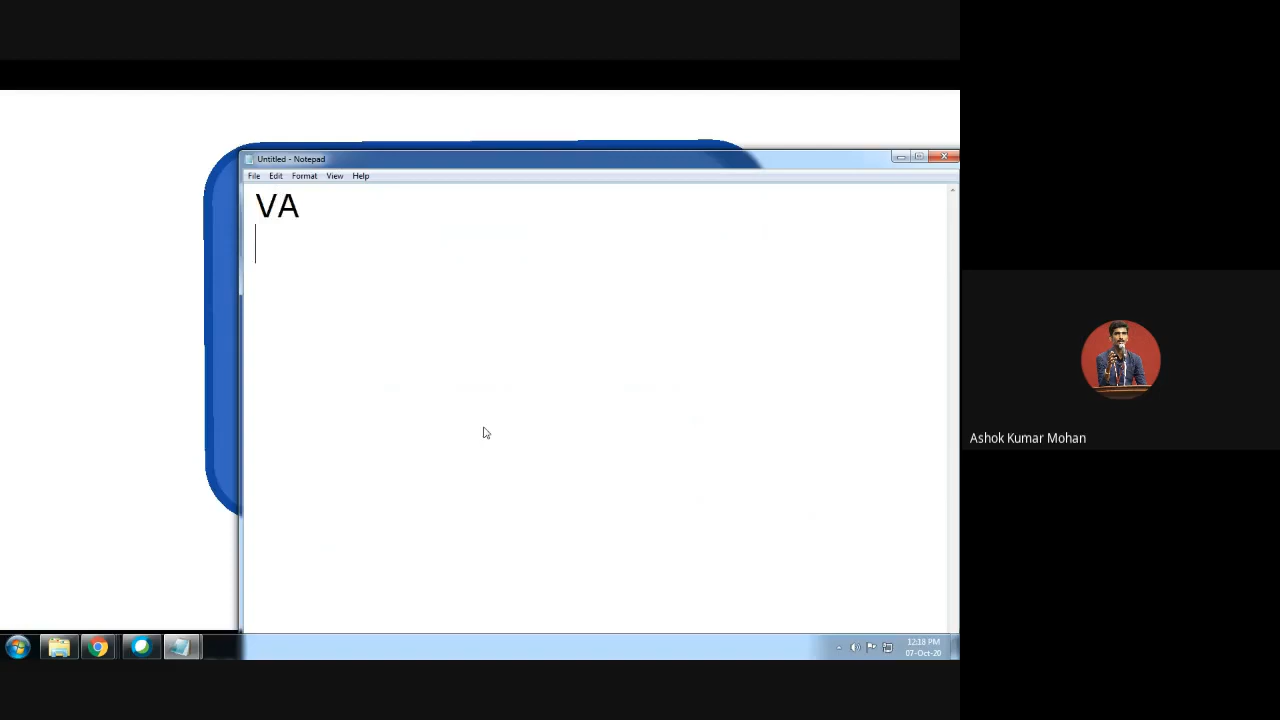 Untitled - Notepad
File Edit Format View Help
VA
Ashok Kumar Mohan
12:18 PM
07-Oct-20